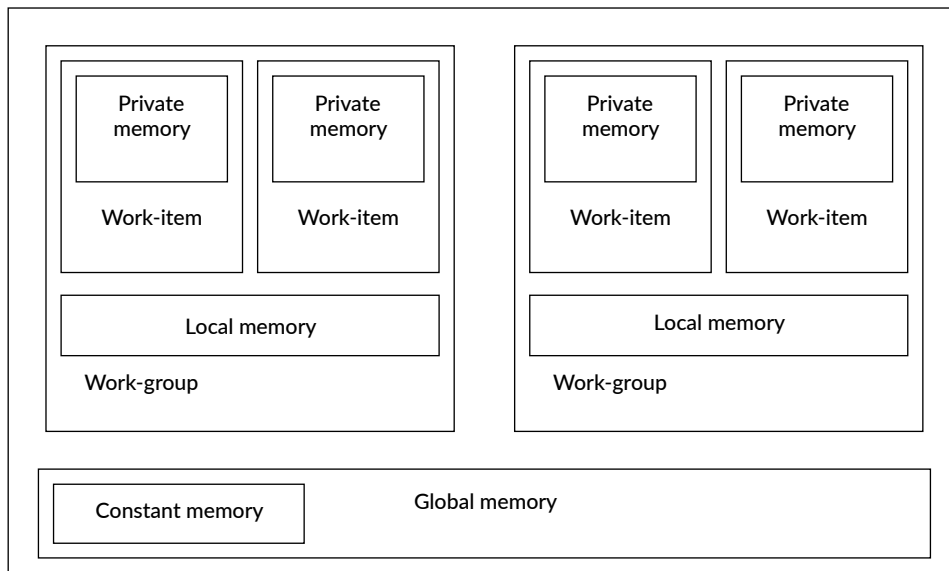 Private
memory
Work-item
Private
memory
Work-item
Local memory
Work-group
Private
memory
Work-item
Private
memory
Work-item
Local memory
Work-group
Constant memory
Global memory